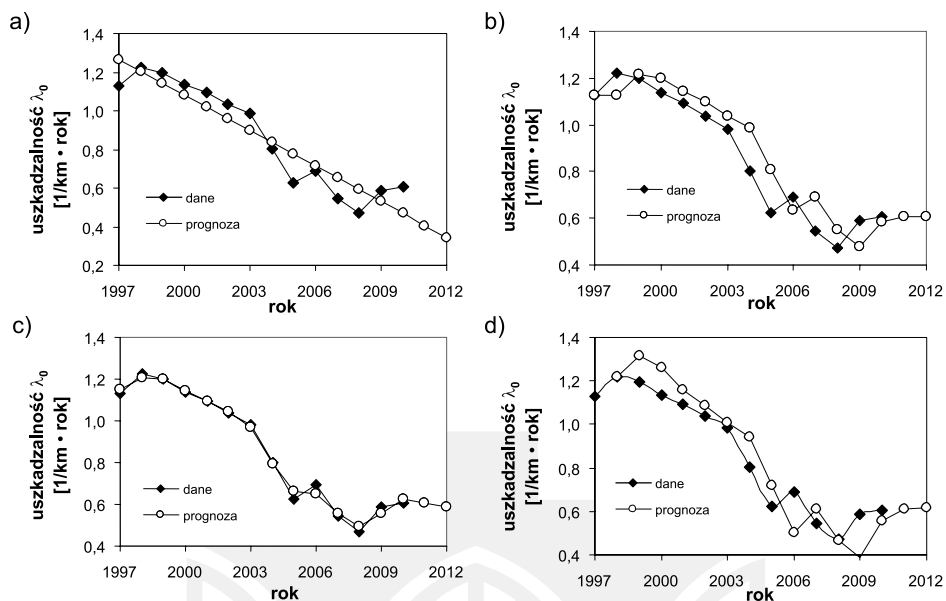 a)
uszkadzalność λ0
[1/km • rok]
1,4
1,2
1,0
0,8
0,6
0,4
0,2
dane
prognoza
1997 2000 2003 2006 2009 2012
rok
b)
uszkadzalność λ0
[1/km • rok]
1,4
1,2
1,0
0,8
0,6
0,4
dane
prognoza
1997 2000 2003 2006 2009 2012
rok
c)
uszkadzalność λ0
[1/km • rok]
1,4
1,2
1,0
0,8
0,6
0,4
dane
prognoza
1997 2000 2003 2006 2009 2012
rok
d)
uszkadzalność λ0
[1/km • rok]
1,4
1,2
1,0
0,8
0,6
0,4
dane
prognoza
1997 2000 2003 2006 2009 2012
rok